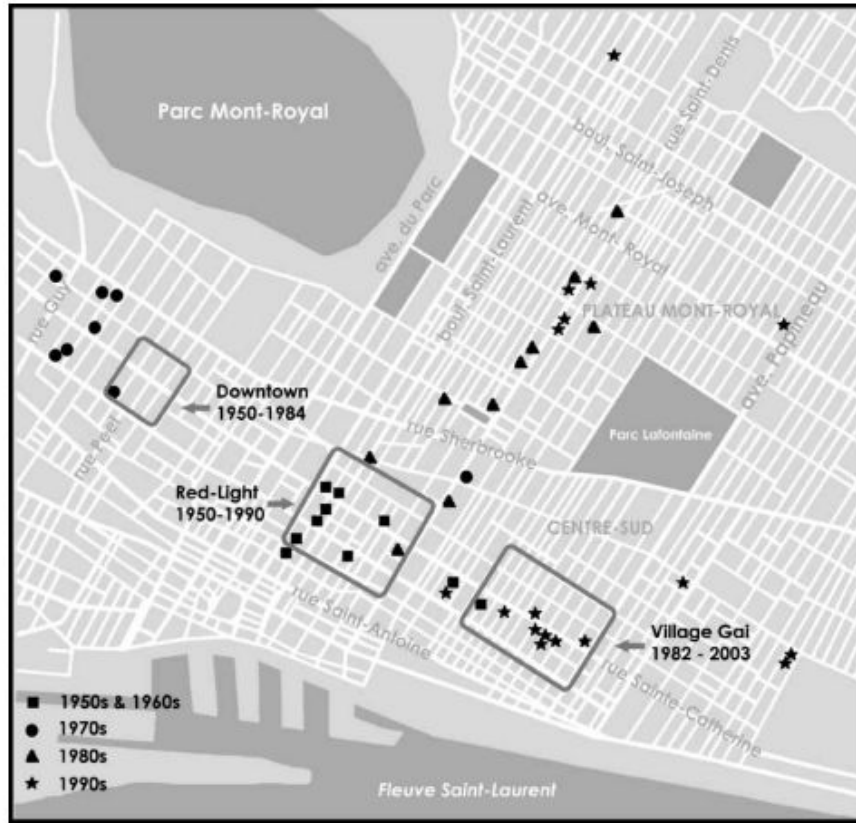 Parc Mont-Royal
rue Saint-Denis
boul. Saint-Joseph
ave. du Parc
ave. Mont-Royal
boul. Saint-Laurent
rue Guy
PLATEAU MONT-ROYAL
ave. Papineau
Downtown
1950-1984
rue Peel
rue Sherbrooke
Parc Lafontaine
Red-Light
1950-1990
CENTRE-SUD
rue Saint-Antoine
Village Gai
1982 - 2003
rue Sainte-Catherine
1950s & 1960s
1970s
1980s
1990s
Fleuve Saint-Laurent